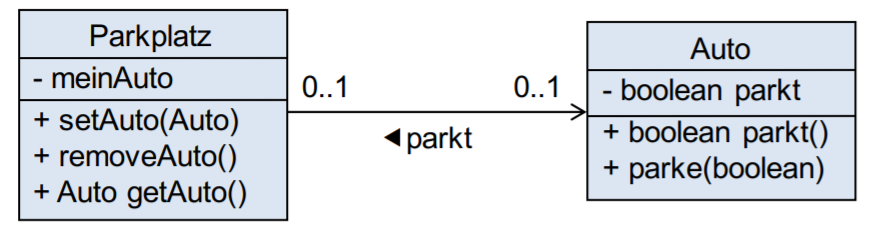 Parkplatz
- meinAuto
+ setAuto(Auto)
+ removeAuto()
+ Auto getAuto()
0..1
0..1
◀ parkt
Auto
- boolean parkt
+ boolean parkt()
+ parke(boolean)